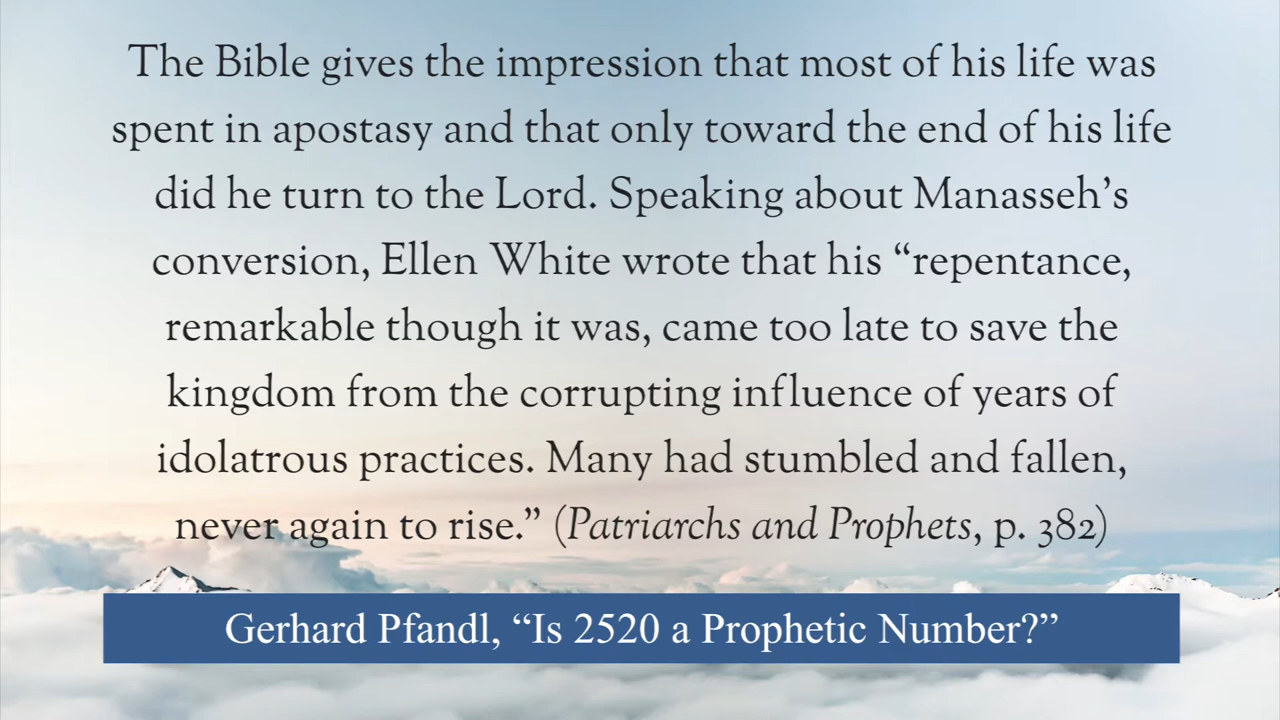 The Bible gives the impression that most of his life was
spent in apostasy and that only toward the end of his life
did he turn to the Lord. Speaking about Manasseh’s
conversion, Ellen White wrote that his “repentance,
remarkable though it was, came too late to save the
kingdom from the corrupting influence of years of
idolatrous practices. Many had stumbled and fallen,
never again to rise.” (Patriarchs and Prophets, p. 382)
Gerhard Pfandl, “Is 2520 a Prophetic Number?”